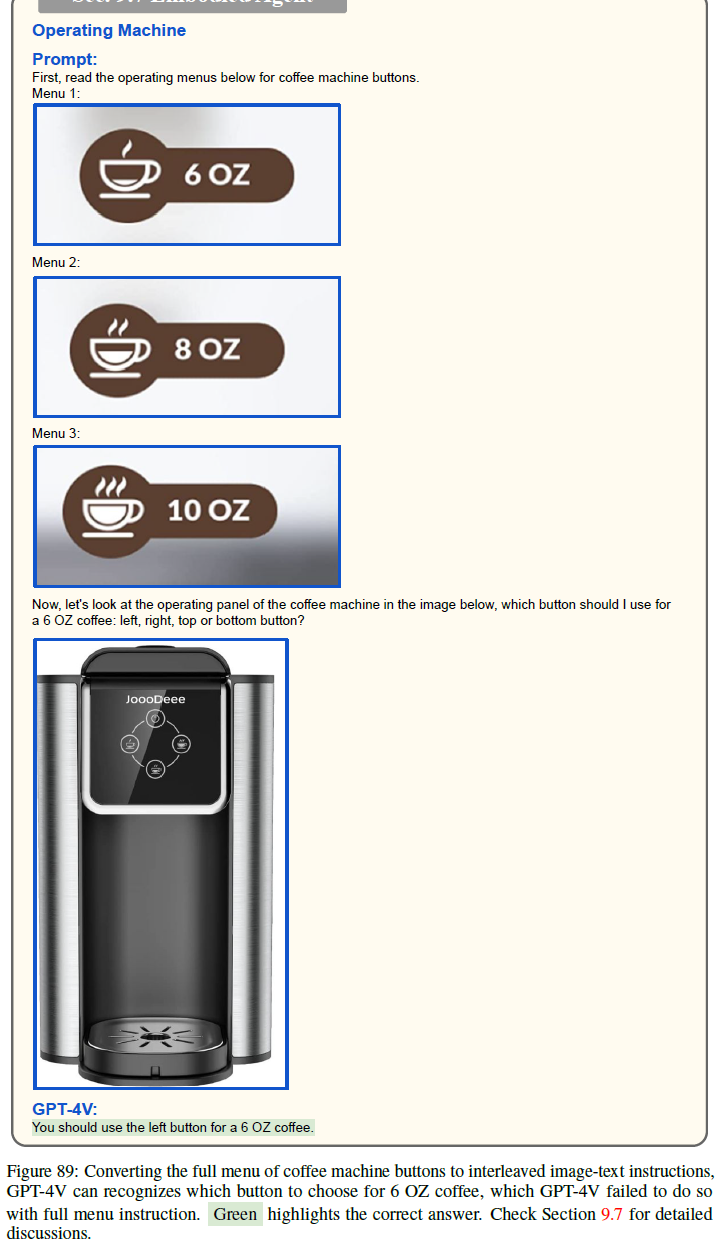 Operating Machine
Prompt:
First, read the operating menus below for coffee machine buttons.
Menu 1:
6 OZ
Menu 2:
8 OZ
Menu 3:
10 OZ
Now, let's look at the operating panel of the coffee machine in the image below, which button should I use for
a 6 OZ coffee: left, right, top or bottom button?
JoooDeee
GPT-4V:
You should use the left button for a 6 OZ coffee.
Figure 89: Converting the full menu of coffee machine buttons to interleaved image-text instructions,
GPT-4V can recognizes which button to choose for 6 OZ coffee, which GPT-4V failed to do so
with full menu instruction. Green highlights the correct answer. Check Section 9.7 for detailed
discussions.